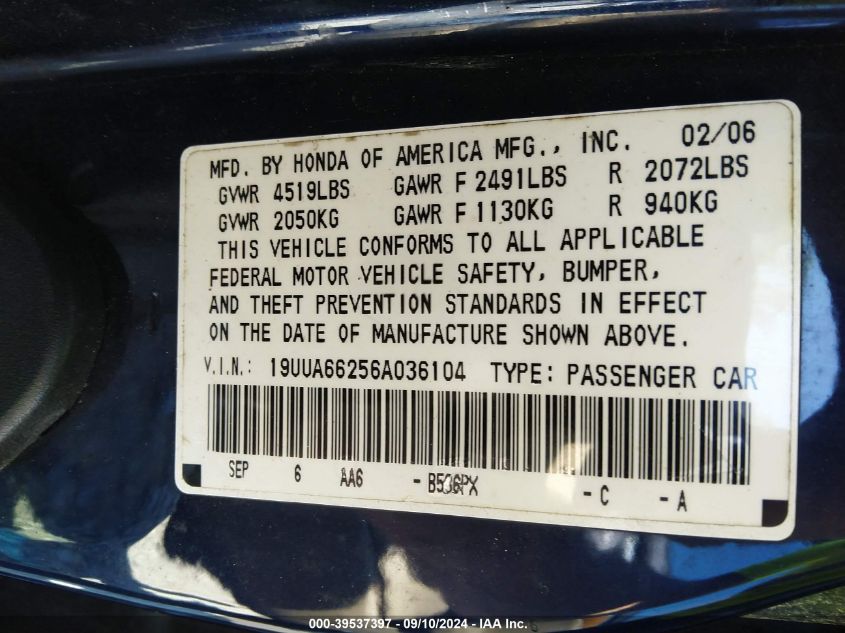 MFD. BY HONDA OF AMERICA MFG., INC. 02/06
GVWR 4519LBS GAWR F 2491LBS R 2072LBS
GVWR 2050KG GAWR F 1130KG R 940KG
THIS VEHICLE CONFORMS TO ALL APPLICABLE
FEDERAL MOTOR VEHICLE SAFETY, BUMPER,
AND THEFT PREVENTION STANDARDS IN EFFECT
ON THE DATE OF MANUFACTURE SHOWN ABOVE.
V.I.N.: 19UUA66256A036104 TYPE: PASSENGER CAR
SEP 6 AA6 - B536PX - C - A
000-39537397 - 09/10/2024 - IAA Inc.